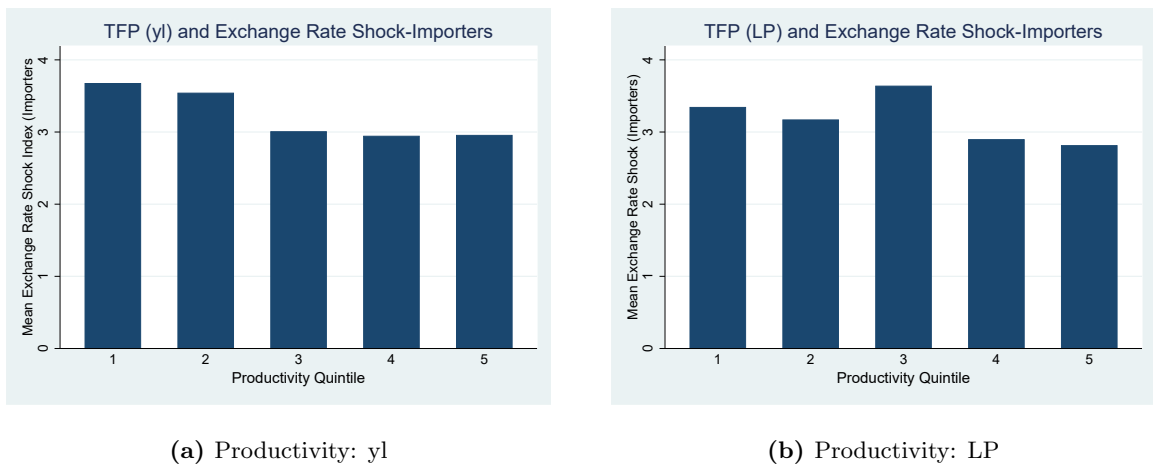 TFP (yl) and Exchange Rate Shock-Importers
Mean Exchange Rate Shock Index (Importers
4
3
2
1
0
1 2 3 4 5
Productivity Quintile
(a) Productivity: yl
TFP (LP) and Exchange Rate Shock-Importers
Mean Exchange Rate Shock (Importers)
4
3
2
1
0
1 2 3 4 5
Productivity Quintile
(b) Productivity: LP